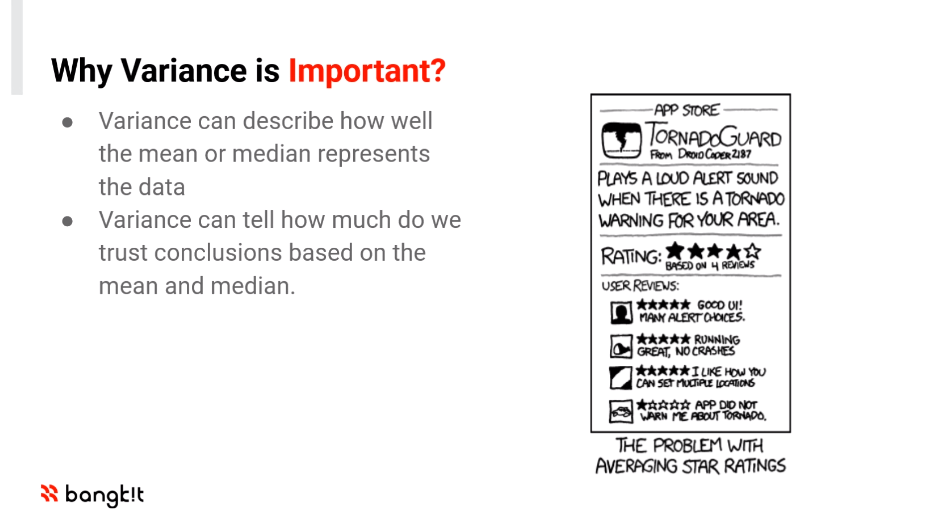 Why Variance is Important?
● Variance can describe how well
the mean or median represents
the data
● Variance can tell how much do we
trust conclusions based on the
mean and median.
APP STORE
TORNADOGUARD
FROM DROIDCODER2187
PLAYS A LOUD ALERT SOUND
WHEN THERE IS A TORNADO
WARNING FOR YOUR AREA.
RATING: ★★★★☆
BASED ON 4 REVIEWS
USER REVIEWS:
★★★★★ GOOD UI!
MANY ALERT CHOICES.
★★★★★ RUNNING
GREAT, NO CRASHES
★★★★★ I LIKE HOW YOU
CAN SET MULTIPLE LOCATIONS
★☆☆☆☆ APP DID NOT
WARN ME ABOUT TORNADO.
THE PROBLEM WITH
AVERAGING STAR RATINGS
bangk!t